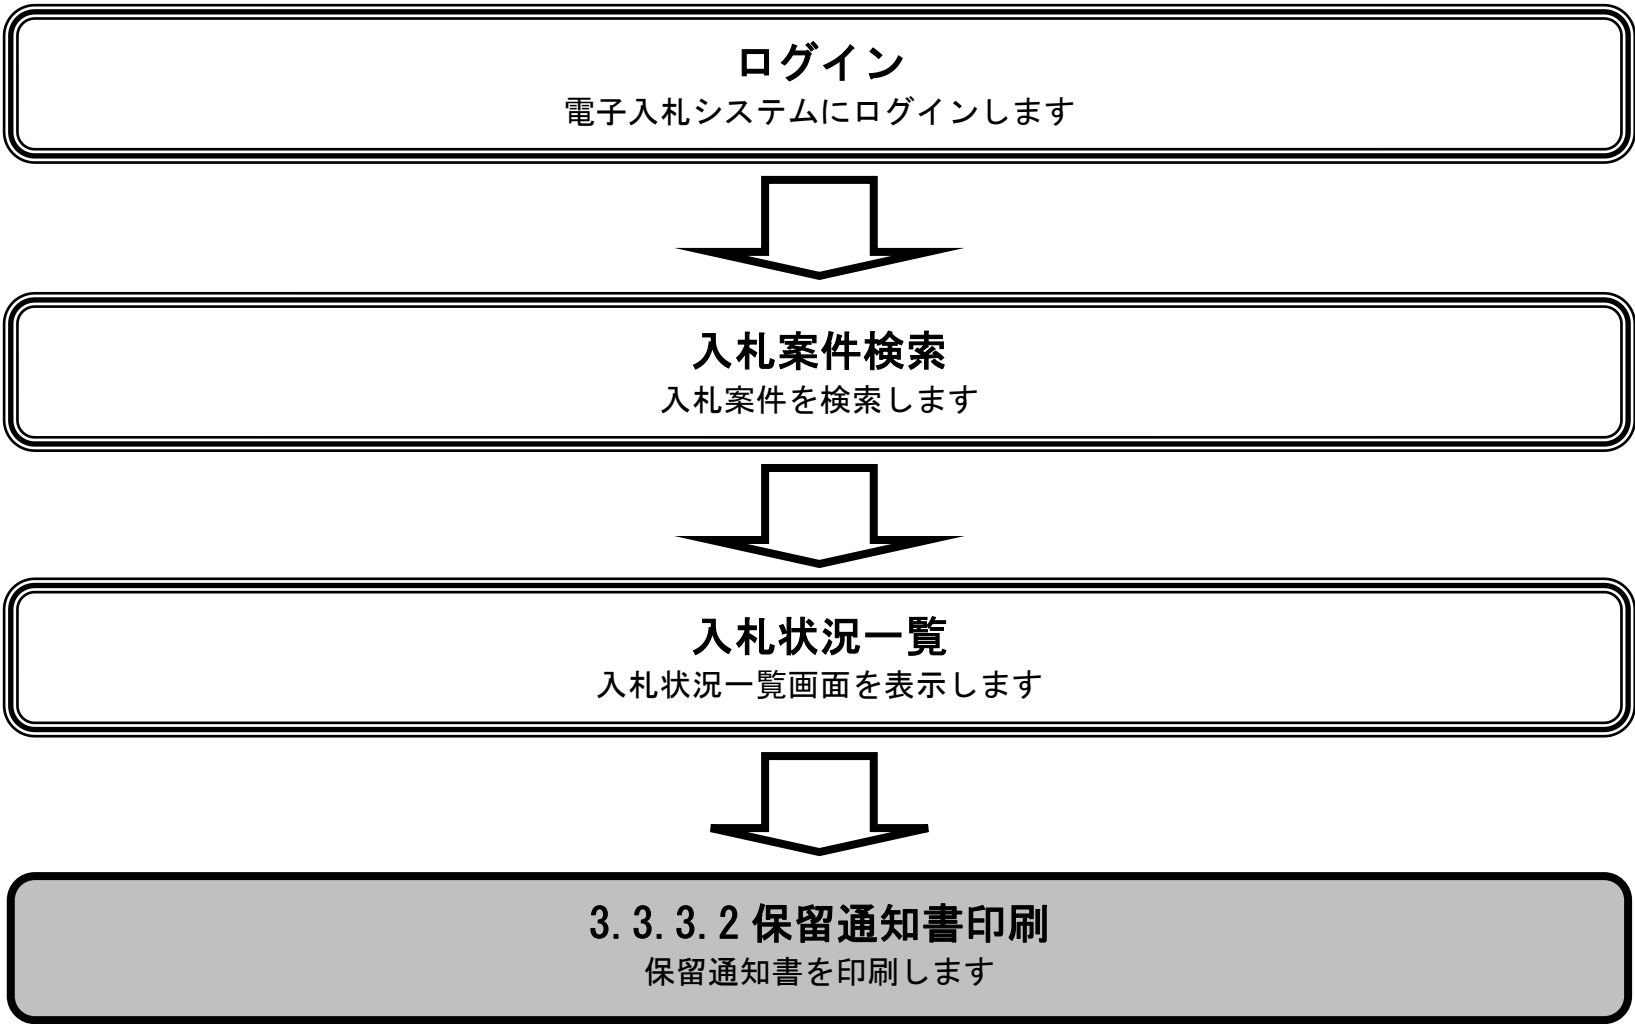 ログイン
電子入札システムにログインします
入札案件検索
入札案件を検索します
入札状況一覧
入札状況一覧画面を表示します
3.3.3.2 保留通知書印刷
保留通知書を印刷します